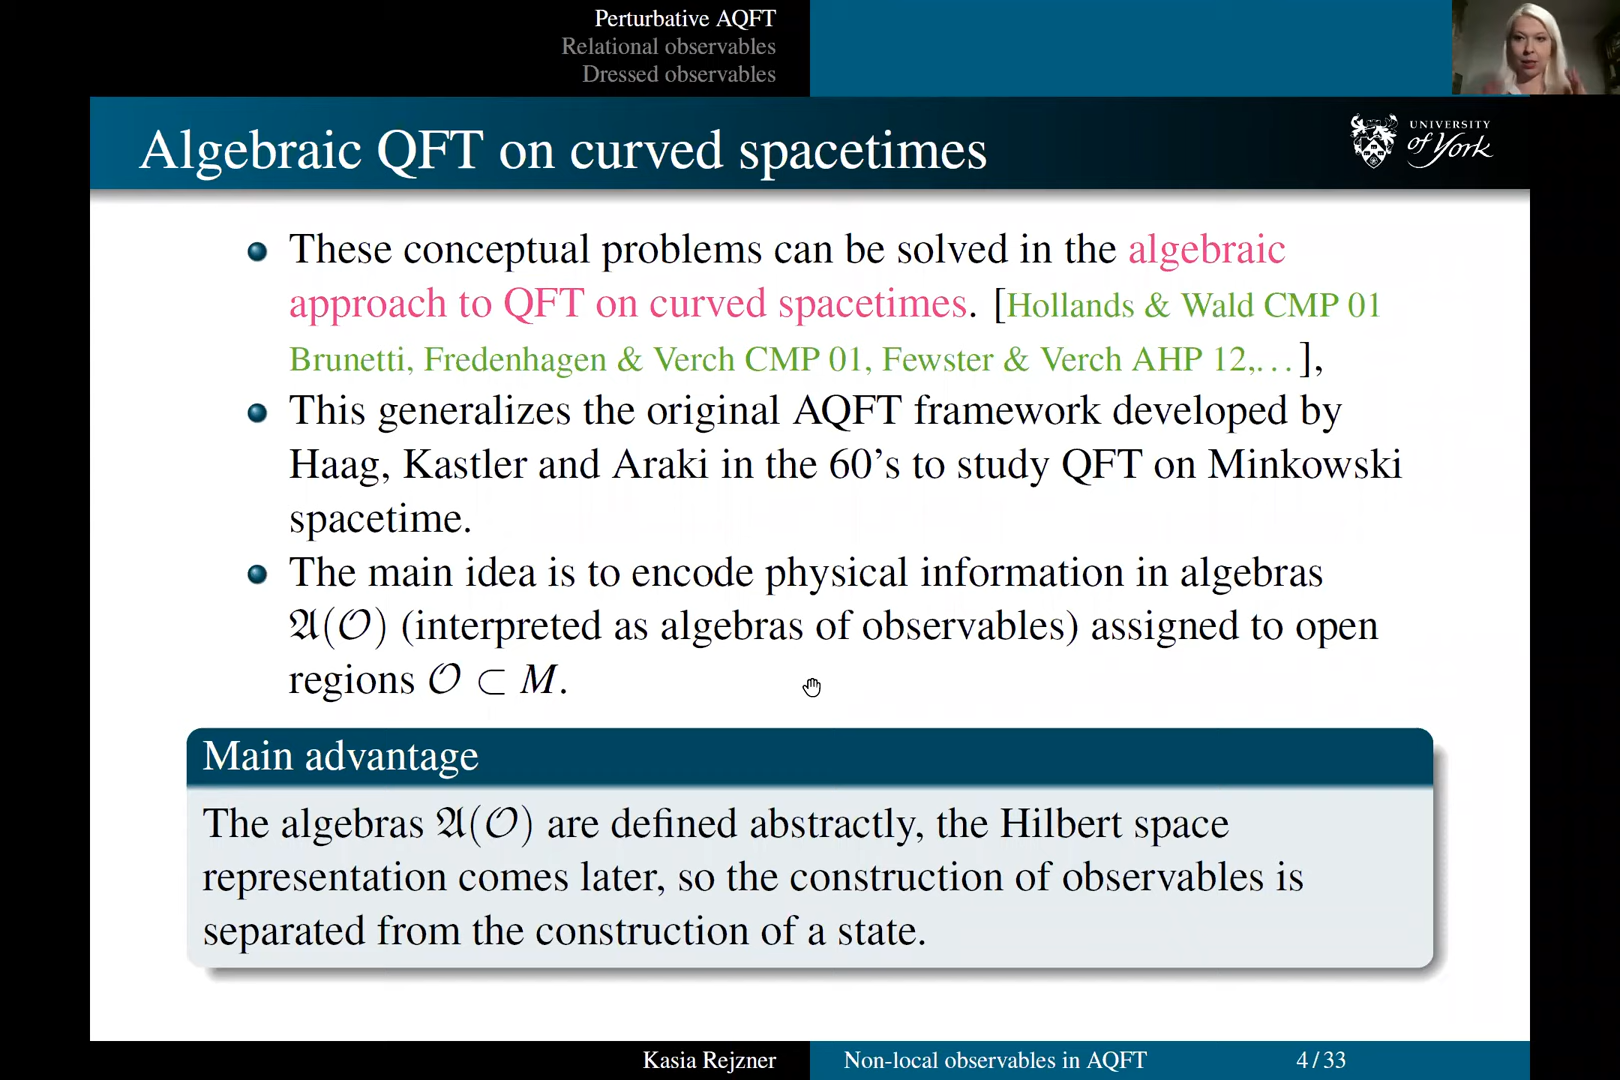 Perturbative AQFT
Relational observables
Dressed observables
Algebraic QFT on curved spacetimes
UNIVERSITY
of York
These conceptual problems can be solved in the algebraic
approach to QFT on curved spacetimes. [Hollands & Wald CMP 01
Brunetti, Fredenhagen & Verch CMP 01, Fewster & Verch AHP 12,...],
This generalizes the original AQFT framework developed by
Haag, Kastler and Araki in the 60’s to study QFT on Minkowski
spacetime.
The main idea is to encode physical information in algebras
𝔄(𝒪) (interpreted as algebras of observables) assigned to open
regions 𝒪 ⊂ M.
Main advantage
The algebras 𝔄(𝒪) are defined abstractly, the Hilbert space
representation comes later, so the construction of observables is
separated from the construction of a state.
Kasia Rejzner
Non-local observables in AQFT
4 / 33